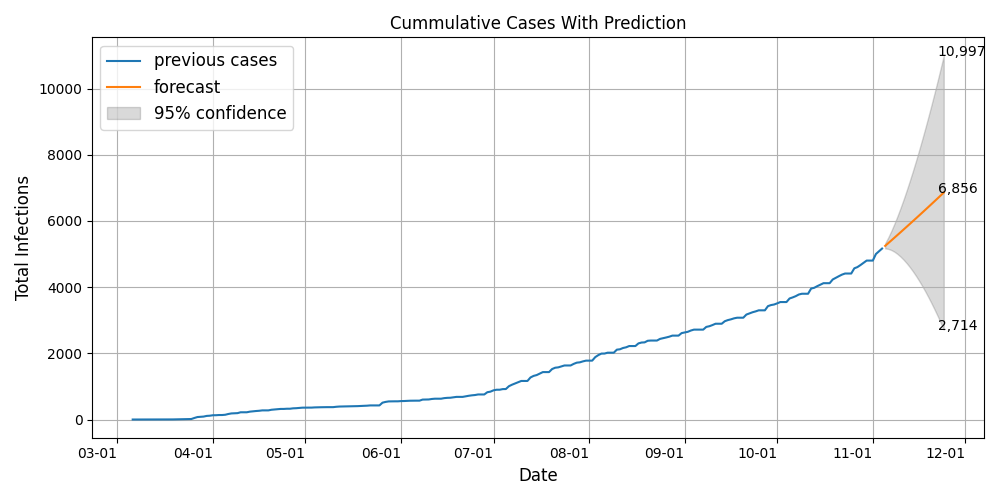 Cummulative Cases With Prediction
previous cases
forecast
95% confidence
10,997
6,856
2,714
Total Infections
10000
8000
6000
4000
2000
0
03-01 04-01 05-01 06-01 07-01 08-01 09-01 10-01 11-01 12-01
Date